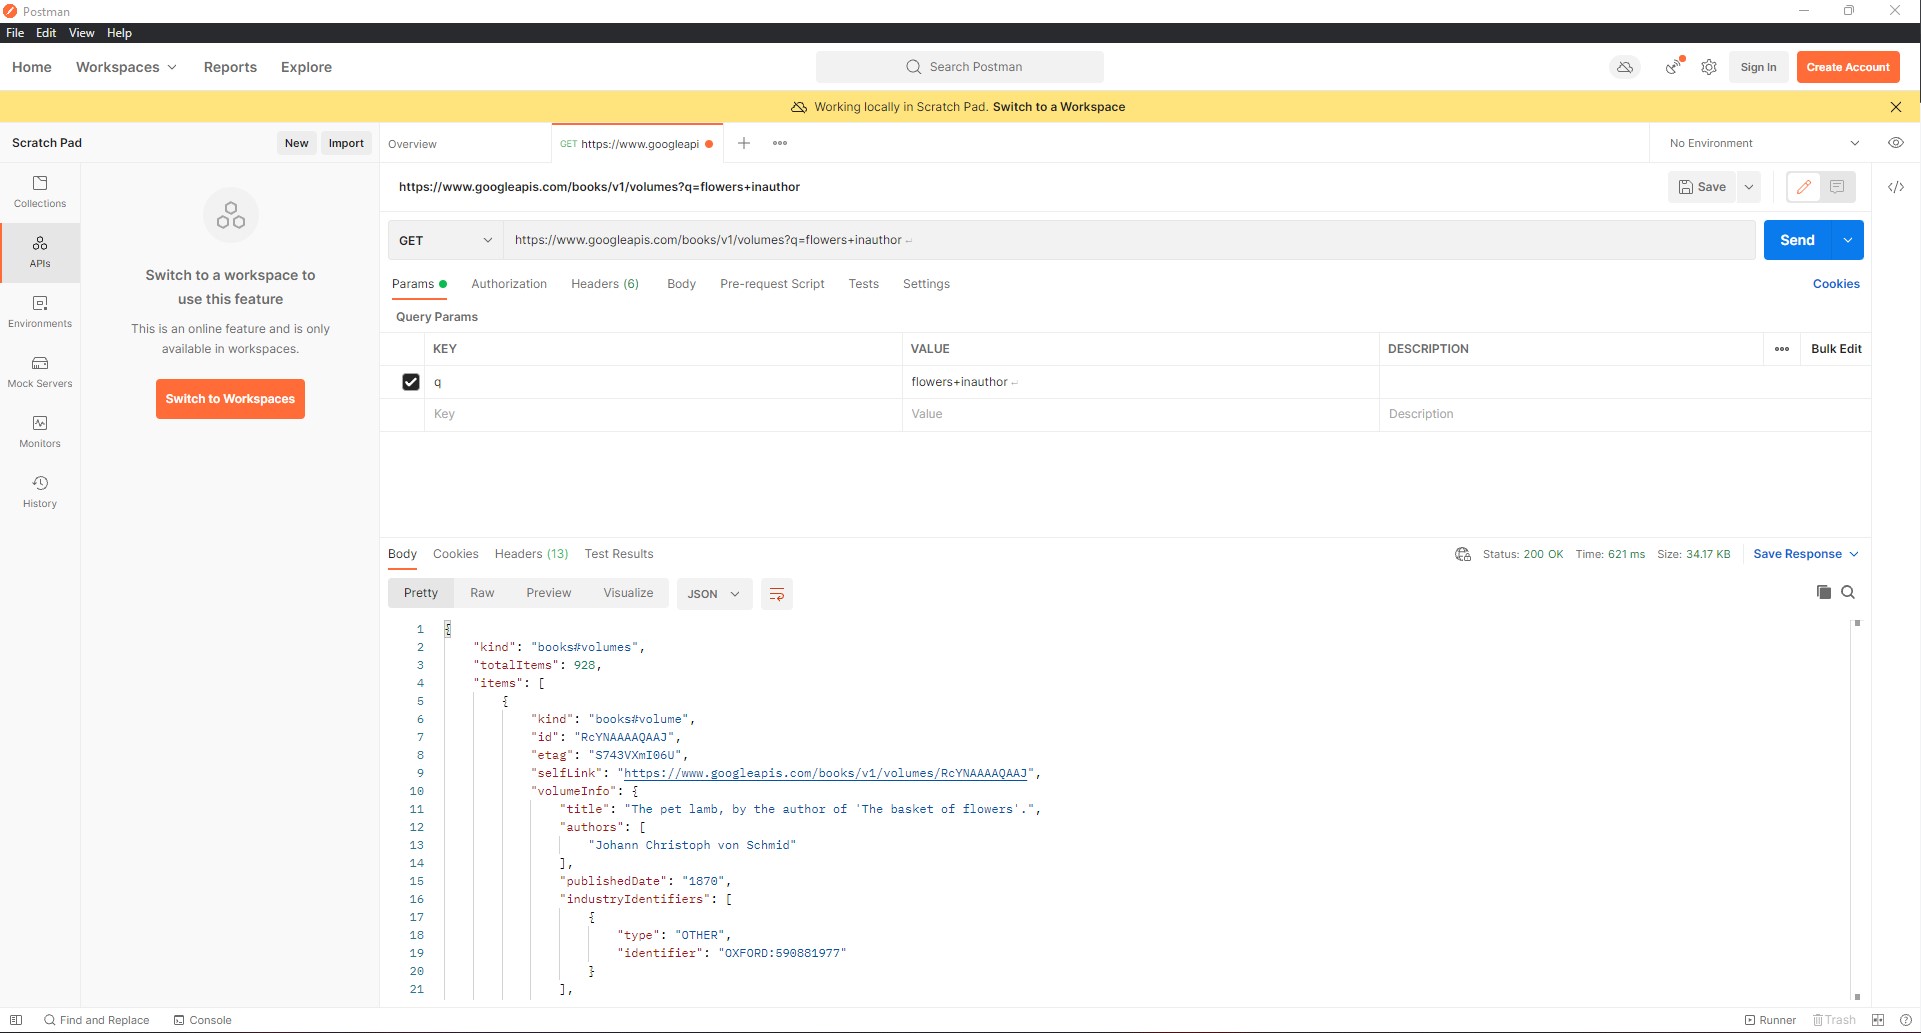 Postman
File Edit View Help
Home Workspaces Reports Explore Search Postman Sign In Create Account
Working locally in Scratch Pad. Switch to a Workspace
Scratch Pad New Import Overview GET https://www.googleapi No Environment
https://www.googleapis.com/books/v1/volumes?q=flowers+inauthor Save
Collections
APIs
Environments
Mock Servers
Monitors
History
Switch to a workspace to
use this feature
This is an online feature and is only
available in workspaces.
Switch to Workspaces
GET https://www.googleapis.com/books/v1/volumes?q=flowers+inauthor Send
Params Authorization Headers (6) Body Pre-request Script Tests Settings Cookies
Query Params
KEY VALUE DESCRIPTION Bulk Edit
q flowers+inauthor
Key Value Description
Body Cookies Headers (13) Test Results Status: 200 OK Time: 621 ms Size: 34.17 KB Save Response
Pretty Raw Preview Visualize JSON
1 {
2 "kind": "books#volumes",
3 "totalItems": 928,
4 "items": [
5 {
6 "kind": "books#volume",
7 "id": "RcYNAAAAQAAJ",
8 "etag": "S743VXmI06U",
9 "selfLink": "https://www.googleapis.com/books/v1/volumes/RcYNAAAAQAAJ",
10 "volumeInfo": {
11 "title": "The pet lamb, by the author of 'The basket of flowers'.",
12 "authors": [
13 "Johann Christoph von Schmid"
14 ],
15 "publishedDate": "1870",
16 "industryIdentifiers": [
17 {
18 "type": "OTHER",
19 "identifier": "OXFORD:590881977"
20 }
21 ],
Find and Replace Console Runner Trash